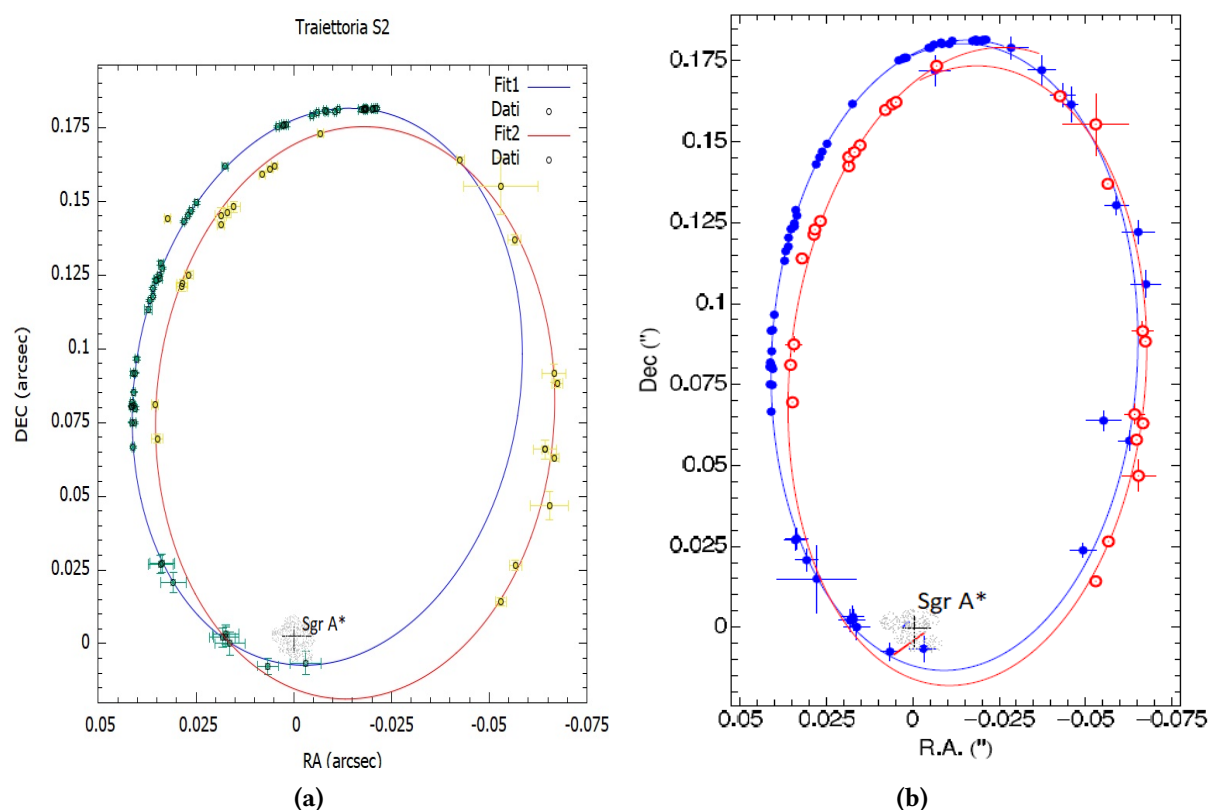 Traiettoria S2
Fit1
Dati
Fit2
Dati
0.175
0.15
0.125
0.1
0.075
0.05
0.025
0
DEC (arcsec)
Sgr A*
0.05 0.025 0 -0.025 -0.05 -0.075
RA (arcsec)
(a)
0.175
0.15
0.125
0.1
0.075
0.05
0.025
0
Dec (")
Sgr A*
0.05 0.025 0 −0.025 −0.05 −0.075
R.A. (")
(b)